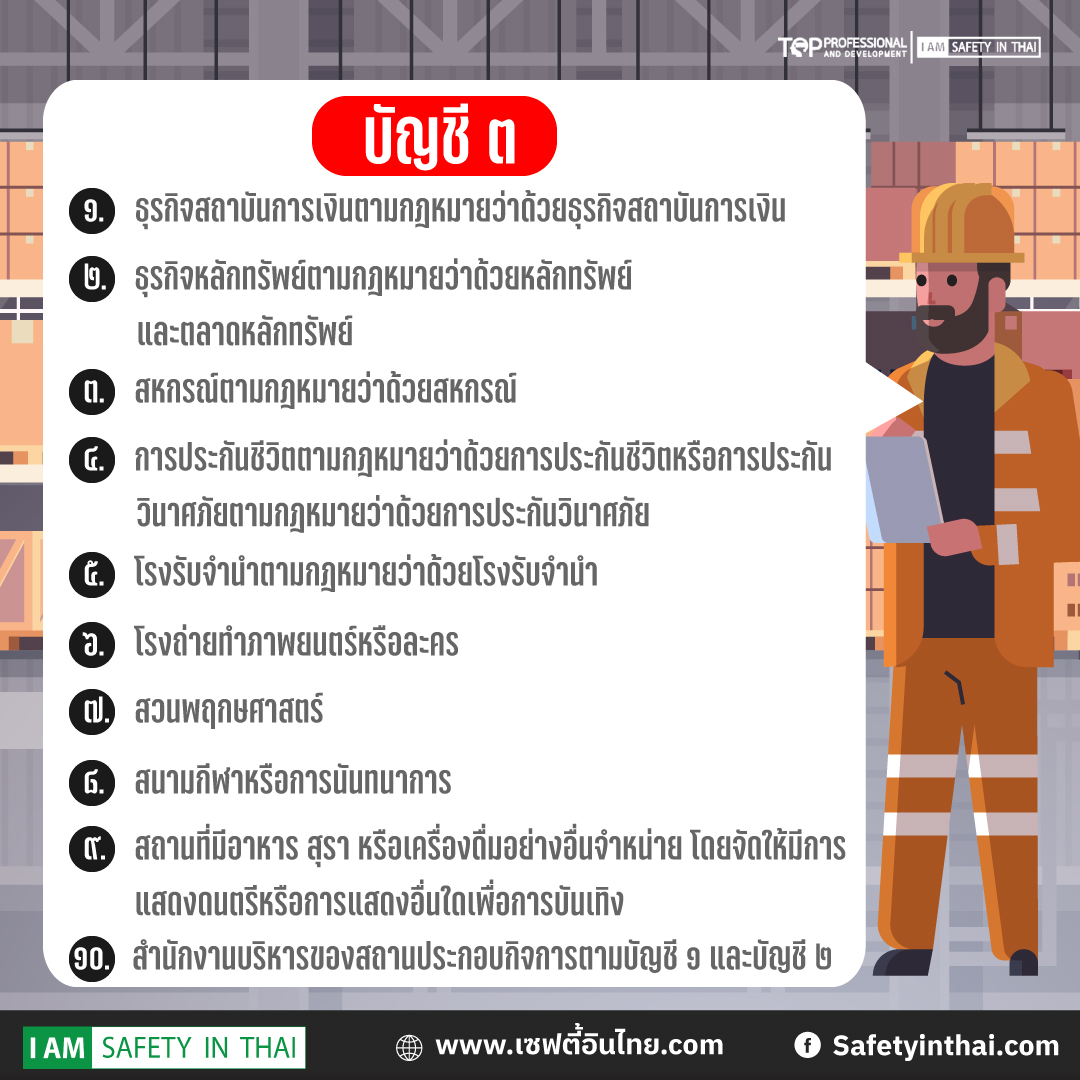 TOP PROFESSIONAL AND DEVELOPMENT | I AM SAFETY IN THAI
บัญชี ๓
๑. ธุรกิจสถาบันการเงินตามกฎหมายว่าด้วยธุรกิจสถาบันการเงิน
๒. ธุรกิจหลักทรัพย์ตามกฎหมายว่าด้วยหลักทรัพย์
และตลาดหลักทรัพย์
๓. สหกรณ์ตามกฎหมายว่าด้วยสหกรณ์
๔. การประกันชีวิตตามกฎหมายว่าด้วยการประกันชีวิตหรือการประกัน
วินาศภัยตามกฎหมายว่าด้วยการประกันวินาศภัย
๕. โรงรับจำนำตามกฎหมายว่าด้วยโรงรับจำนำ
๖. โรงถ่ายทำภาพยนตร์หรือละคร
๗. สวนพฤกษศาสตร์
๘. สนามกีฬาหรือการนันทนาการ
๙. สถานที่มีอาหาร สุรา หรือเครื่องดื่มอย่างอื่นจำหน่าย โดยจัดให้มีการ
แสดงดนตรีหรือการแสดงอื่นใดเพื่อการบันเทิง
๑๐. สำนักงานบริหารของสถานประกอบกิจการตามบัญชี ๑ และบัญชี ๒
I AM SAFETY IN THAI www.เซฟตี้อินไทย.com Safetyinthai.com